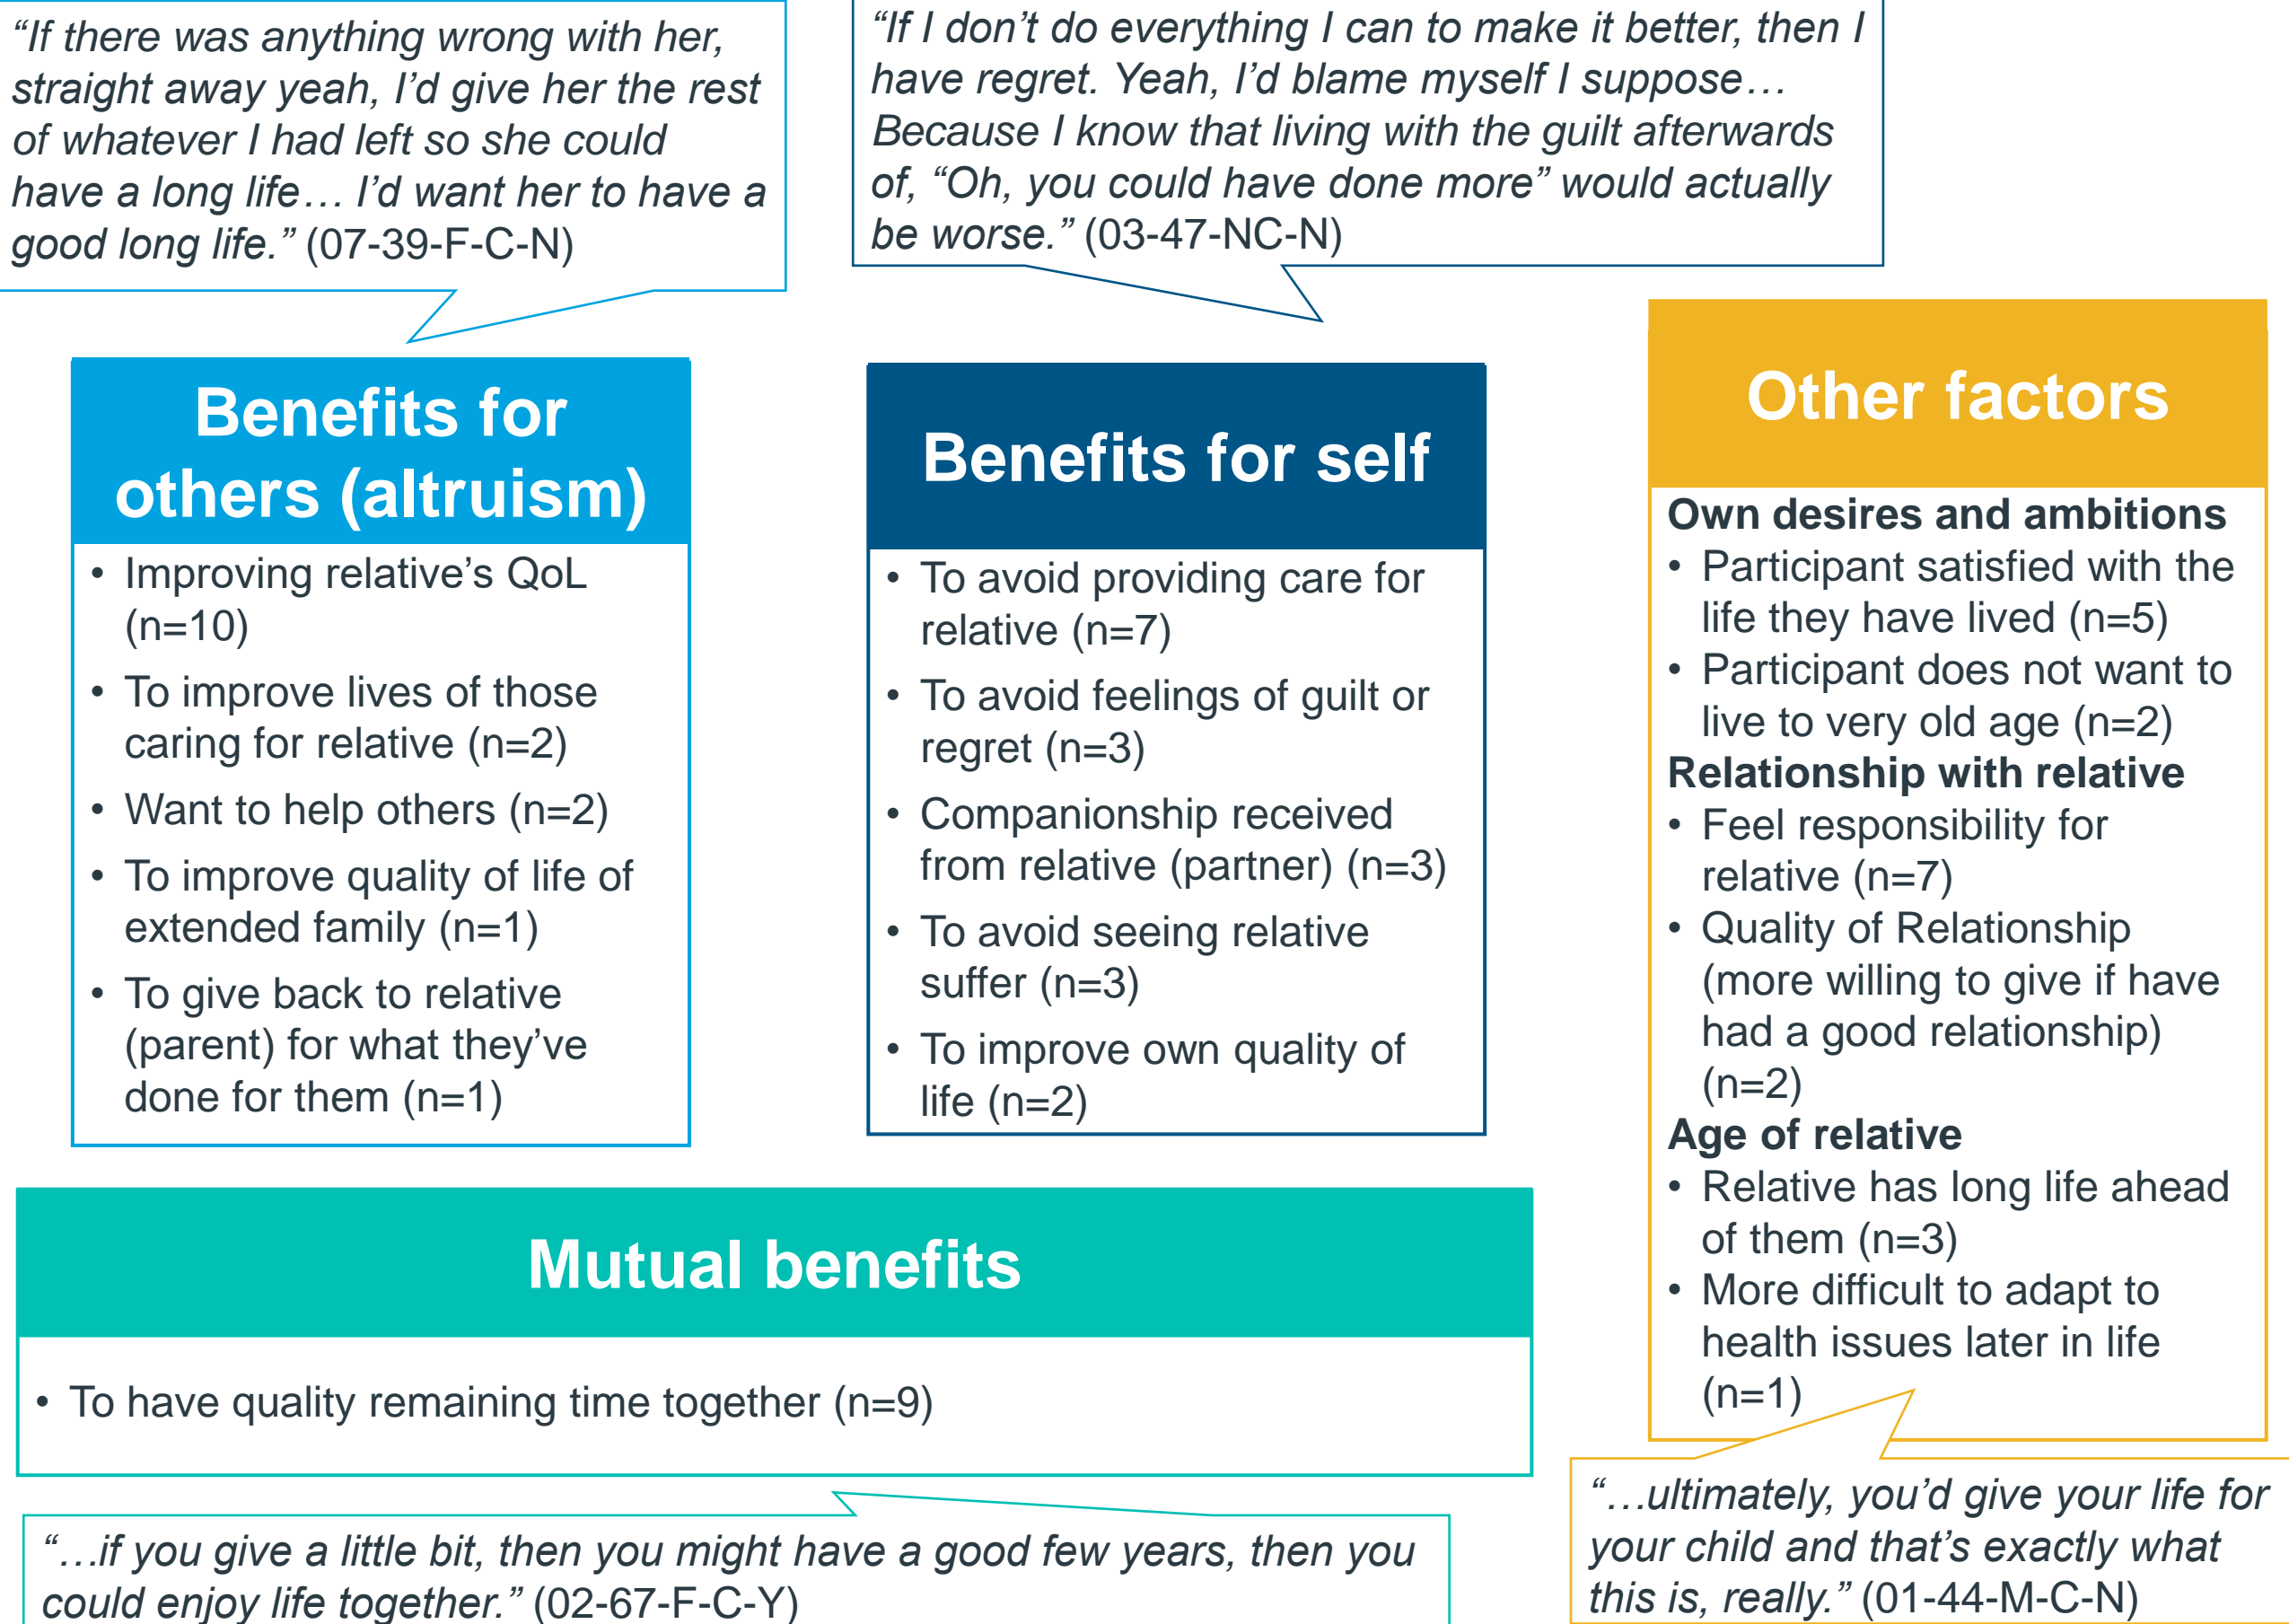 “If there was anything wrong with her,
straight away yeah, I’d give her the rest
of whatever I had left so she could
have a long life… I’d want her to have a
good long life.” (07-39-F-C-N)
“If I don’t do everything I can to make it better, then I
have regret. Yeah, I’d blame myself I suppose…
Because I know that living with the guilt afterwards
of, “Oh, you could have done more” would actually
be worse.” (03-47-NC-N)
Benefits for
others (altruism)
• Improving relative’s QoL
(n=10)
• To improve lives of those
caring for relative (n=2)
• Want to help others (n=2)
• To improve quality of life of
extended family (n=1)
• To give back to relative
(parent) for what they’ve
done for them (n=1)
Benefits for self
• To avoid providing care for
relative (n=7)
• To avoid feelings of guilt or
regret (n=3)
• Companionship received
from relative (partner) (n=3)
• To avoid seeing relative
suffer (n=3)
• To improve own quality of
life (n=2)
Other factors
Own desires and ambitions
• Participant satisfied with the
life they have lived (n=5)
• Participant does not want to
live to very old age (n=2)
Relationship with relative
• Feel responsibility for
relative (n=7)
• Quality of Relationship
(more willing to give if have
had a good relationship)
(n=2)
Age of relative
• Relative has long life ahead
of them (n=3)
• More difficult to adapt to
health issues later in life
(n=1)
Mutual benefits
• To have quality remaining time together (n=9)
“…if you give a little bit, then you might have a good few years, then you
could enjoy life together.” (02-67-F-C-Y)
“…ultimately, you’d give your life for
your child and that’s exactly what
this is, really.” (01-44-M-C-N)